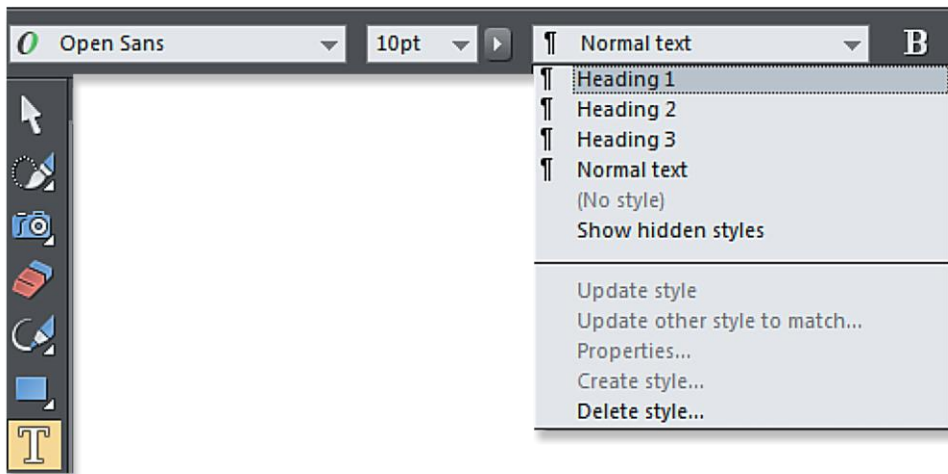 Open Sans 10pt ¶ Normal text B
¶ Heading 1
¶ Heading 2
¶ Heading 3
¶ Normal text
(No style)
Show hidden styles
Update style
Update other style to match...
Properties...
Create style...
Delete style...
T